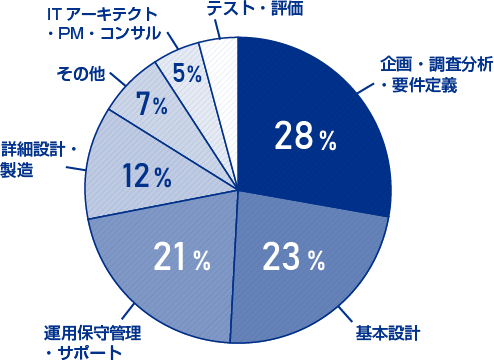 企画・調査分析
・要件定義
28%
基本設計
23%
運用保守管理
・サポート
21%
詳細設計・
製造
12%
その他
7%
ITアーキテクト
・PM・コンサル
5%
テスト・評価